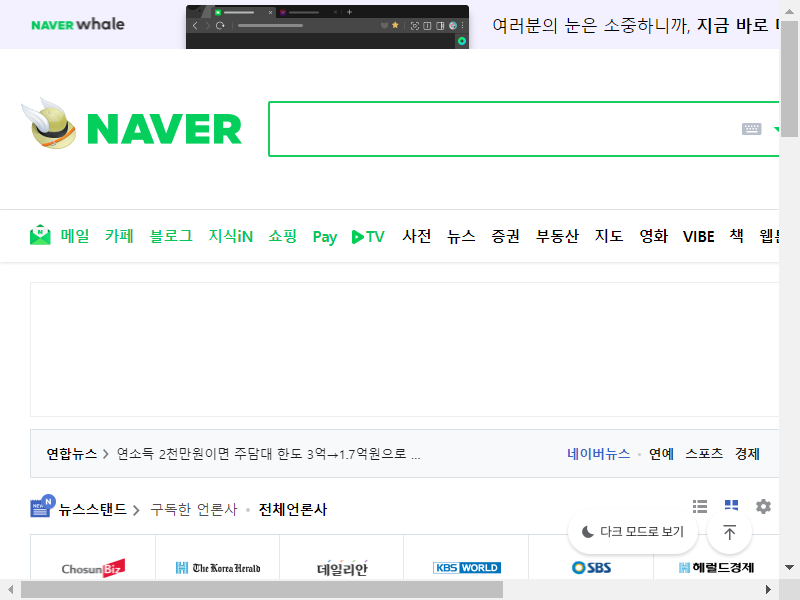 NAVER whale
여러분의 눈은 소중하니까, 지금 바로
NAVER
메일 카페 블로그 지식iN 쇼핑 Pay TV 사전 뉴스 증권 부동산 지도 영화 VIBE 책
연합뉴스 연소득 2천만원이면 주담대 한도 3억→1.7억원으로 ...
네이버뉴스 연예 스포츠 경제
뉴스스탠드 구독한 언론사 전체언론사
다크 모드로 보기
ChosunBiz The Korea Herald 데일리안 KBS WORLD SBS 헤럴드경제